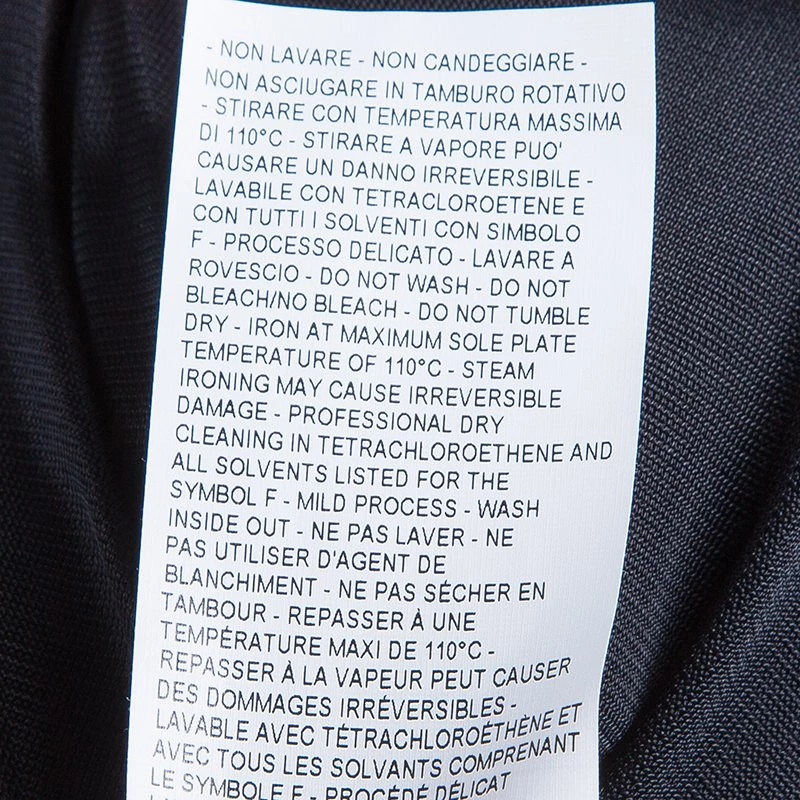 - NON LAVARE - NON CANDEGGIARE -
NON ASCIUGARE IN TAMBURO ROTATIVO
- STIRARE CON TEMPERATURA MASSIMA
DI 110°C - STIRARE A VAPORE PUO'
CAUSARE UN DANNO IRREVERSIBILE -
LAVABILE CON TETRACLOROETENE E
CON TUTTI I SOLVENTI CON SIMBOLO
F - PROCESSO DELICATO - LAVARE A
ROVESCIO - DO NOT WASH - DO NOT
BLEACH/NO BLEACH - DO NOT TUMBLE
DRY - IRON AT MAXIMUM SOLE PLATE
TEMPERATURE OF 110°C - STEAM
IRONING MAY CAUSE IRREVERSIBLE
DAMAGE - PROFESSIONAL DRY
CLEANING IN TETRACHLOROETHENE AND
ALL SOLVENTS LISTED FOR THE
SYMBOL F - MILD PROCESS - WASH
INSIDE OUT - NE PAS LAVER - NE
PAS UTILISER D'AGENT DE
BLANCHIMENT - NE PAS SÉCHER EN
TAMBOUR - REPASSER À UNE
TEMPÉRATURE MAXI DE 110°C -
REPASSER À LA VAPEUR PEUT CAUSER
DES DOMMAGES IRRÉVERSIBLES -
LAVABLE AVEC TÉTRACHLOROÉTHÈNE ET
AVEC TOUS LES SOLVANTS COMPRENANT
LE SYMBOLE F - PROCÉDÉ DÉLICAT